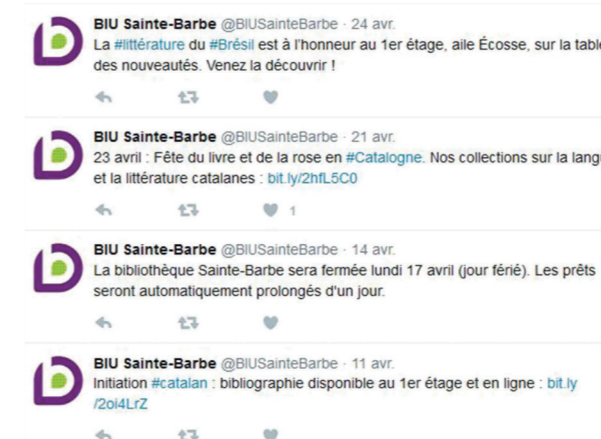 BIU Sainte-Barbe @BIUSainteBarbe · 24 avr.
La #littérature du #Brésil est à l'honneur au 1er étage, aile Écosse, sur la
des nouveautés. Venez la découvrir !
BIU Sainte-Barbe @BIUSainteBarbe · 21 avr.
23 avril : Fête du livre et de la rose en #Catalogne. Nos collections sur la
et la littérature catalanes : bit.ly/2hfL5C0
1
BIU Sainte-Barbe @BIUSainteBarbe · 14 avr.
La bibliothèque Sainte-Barbe sera fermée lundi 17 avril (jour férié). Les prêts
seront automatiquement prolongés d'un jour.
BIU Sainte-Barbe @BIUSainteBarbe · 11 avr.
Initiation #catalan : bibliographie disponible au 1er étage et en ligne : bit.ly
/2oi4LrZ